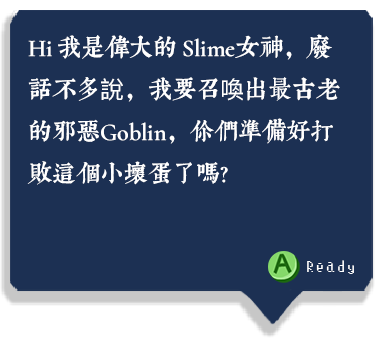 Hi 我是偉大的 Slime女神，廢
話不多說，我要召喚出最古老
的邪惡Goblin，你們準備好打
敗這個小壞蛋了嗎?
A Ready